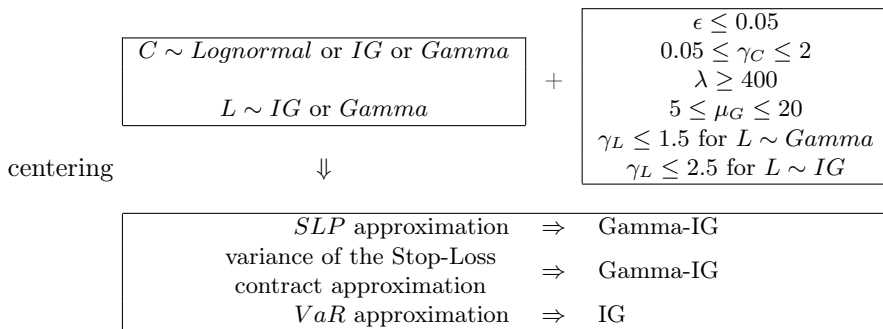 C ∼ Lognormal or IG or Gamma
L ∼ IG or Gamma
+
ϵ ≤ 0.05
0.05 ≤ γ_C ≤ 2
λ ≥ 400
5 ≤ μ_G ≤ 20
γ_L ≤ 1.5 for L ∼ Gamma
γ_L ≤ 2.5 for L ∼ IG
centering ⇓
SLP approximation ⇒ Gamma-IG
variance of the Stop-Loss
contract approximation ⇒ Gamma-IG
VaR approximation ⇒ IG